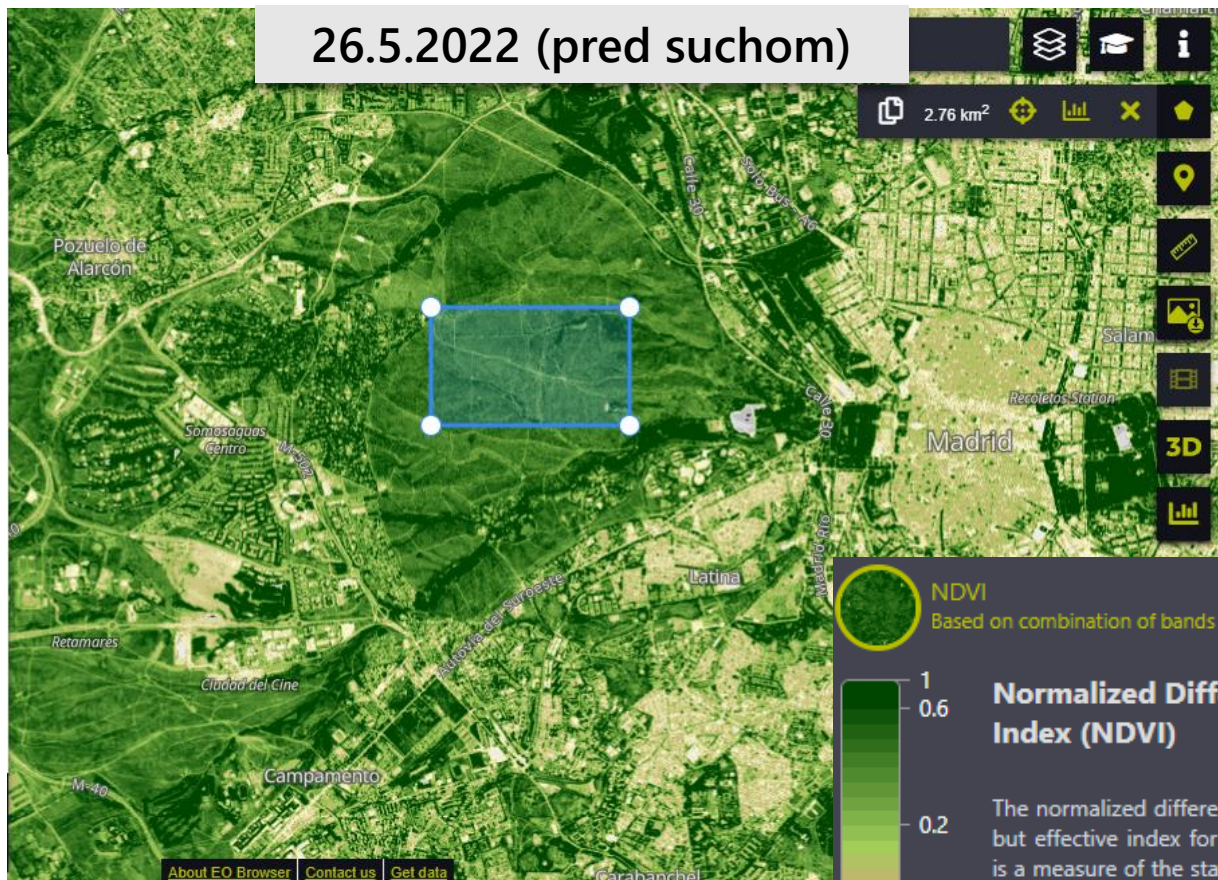 26.5.2022 (pred suchom)
2.76 km²
Calle 30
Solo Bus - A6
Pozuelo de
Alarcón
Recoletos Station
Somosaguas
Centro
M-502
Calle 30
Madrid
3D
Madrid Río
Latina
Autovía del Suroeste
Retamares
Ciudad del Cine
Campamento
M-40
Carabanchel
About EO Browser
Contact us
Get data
NDVI
Based on combination of bands
1
0.6
0.2
Normalized Diff
Index (NDVI)
The normalized differe
but effective index for
is a measure of the sta